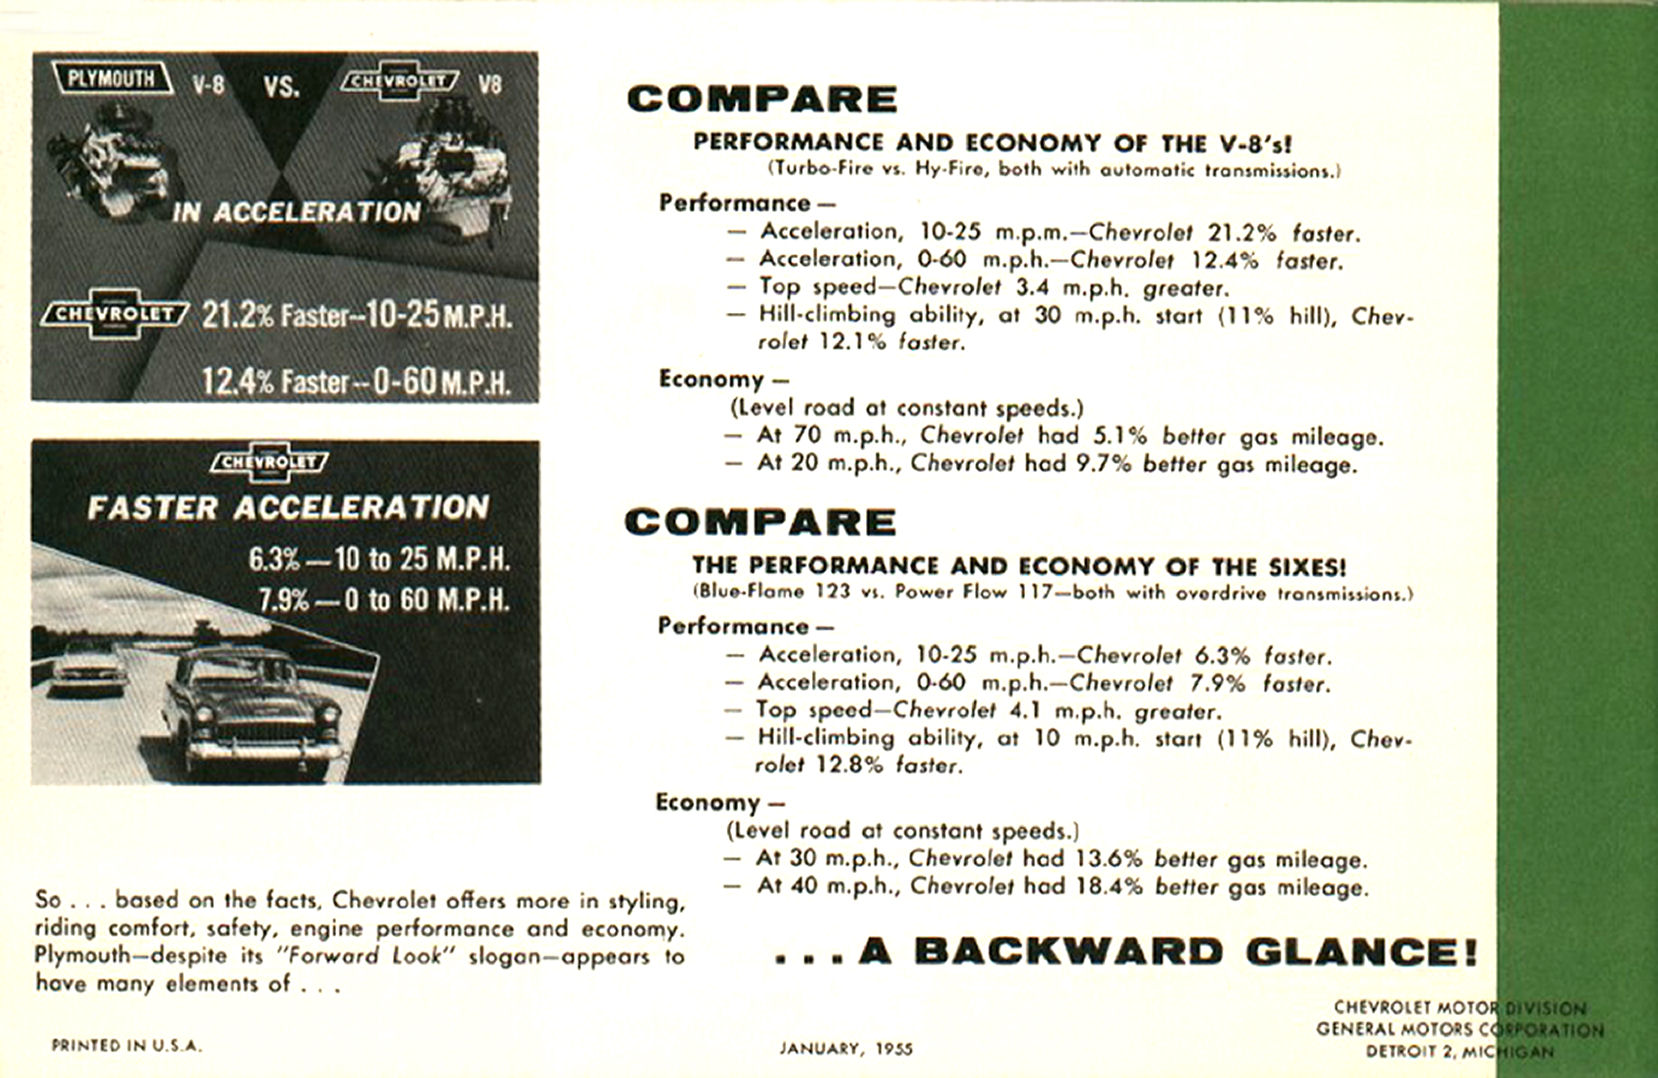 PLYMOUTH V-8 VS. CHEVROLET V8
IN ACCELERATION
CHEVROLET 21.2% Faster--10-25 M.P.H.
12.4% Faster--0-60 M.P.H.
CHEVROLET
FASTER ACCELERATION
6.3% — 10 to 25 M.P.H.
7.9% — 0 to 60 M.P.H.
COMPARE
PERFORMANCE AND ECONOMY OF THE V-8's!
(Turbo-Fire vs. Hy-Fire, both with automatic transmissions.)
Performance —
— Acceleration, 10-25 m.p.m.—Chevrolet 21.2% faster.
— Acceleration, 0-60 m.p.h.—Chevrolet 12.4% faster.
— Top speed—Chevrolet 3.4 m.p.h. greater.
— Hill-climbing ability, at 30 m.p.h. start (11% hill), Chev-
rolet 12.1% faster.
Economy —
(Level road at constant speeds.)
— At 70 m.p.h., Chevrolet had 5.1% better gas mileage.
— At 20 m.p.h., Chevrolet had 9.7% better gas mileage.
COMPARE
THE PERFORMANCE AND ECONOMY OF THE SIXES!
(Blue-Flame 123 vs. Power Flow 117—both with overdrive transmissions.)
Performance —
— Acceleration, 10-25 m.p.h.—Chevrolet 6.3% faster.
— Acceleration, 0-60 m.p.h.—Chevrolet 7.9% faster.
— Top speed—Chevrolet 4.1 m.p.h. greater.
— Hill-climbing ability, at 10 m.p.h. start (11% hill), Chev-
rolet 12.8% faster.
Economy —
(Level road at constant speeds.)
— At 30 m.p.h., Chevrolet had 13.6% better gas mileage.
— At 40 m.p.h., Chevrolet had 18.4% better gas mileage.
So . . . based on the facts, Chevrolet offers more in styling,
riding comfort, safety, engine performance and economy.
Plymouth—despite its "Forward Look" slogan—appears to
have many elements of . . .
. . . A BACKWARD GLANCE!
PRINTED IN U.S.A.
JANUARY, 1955
CHEVROLET MOTOR DIVISION
GENERAL MOTORS CORPORATION
DETROIT 2, MICHIGAN